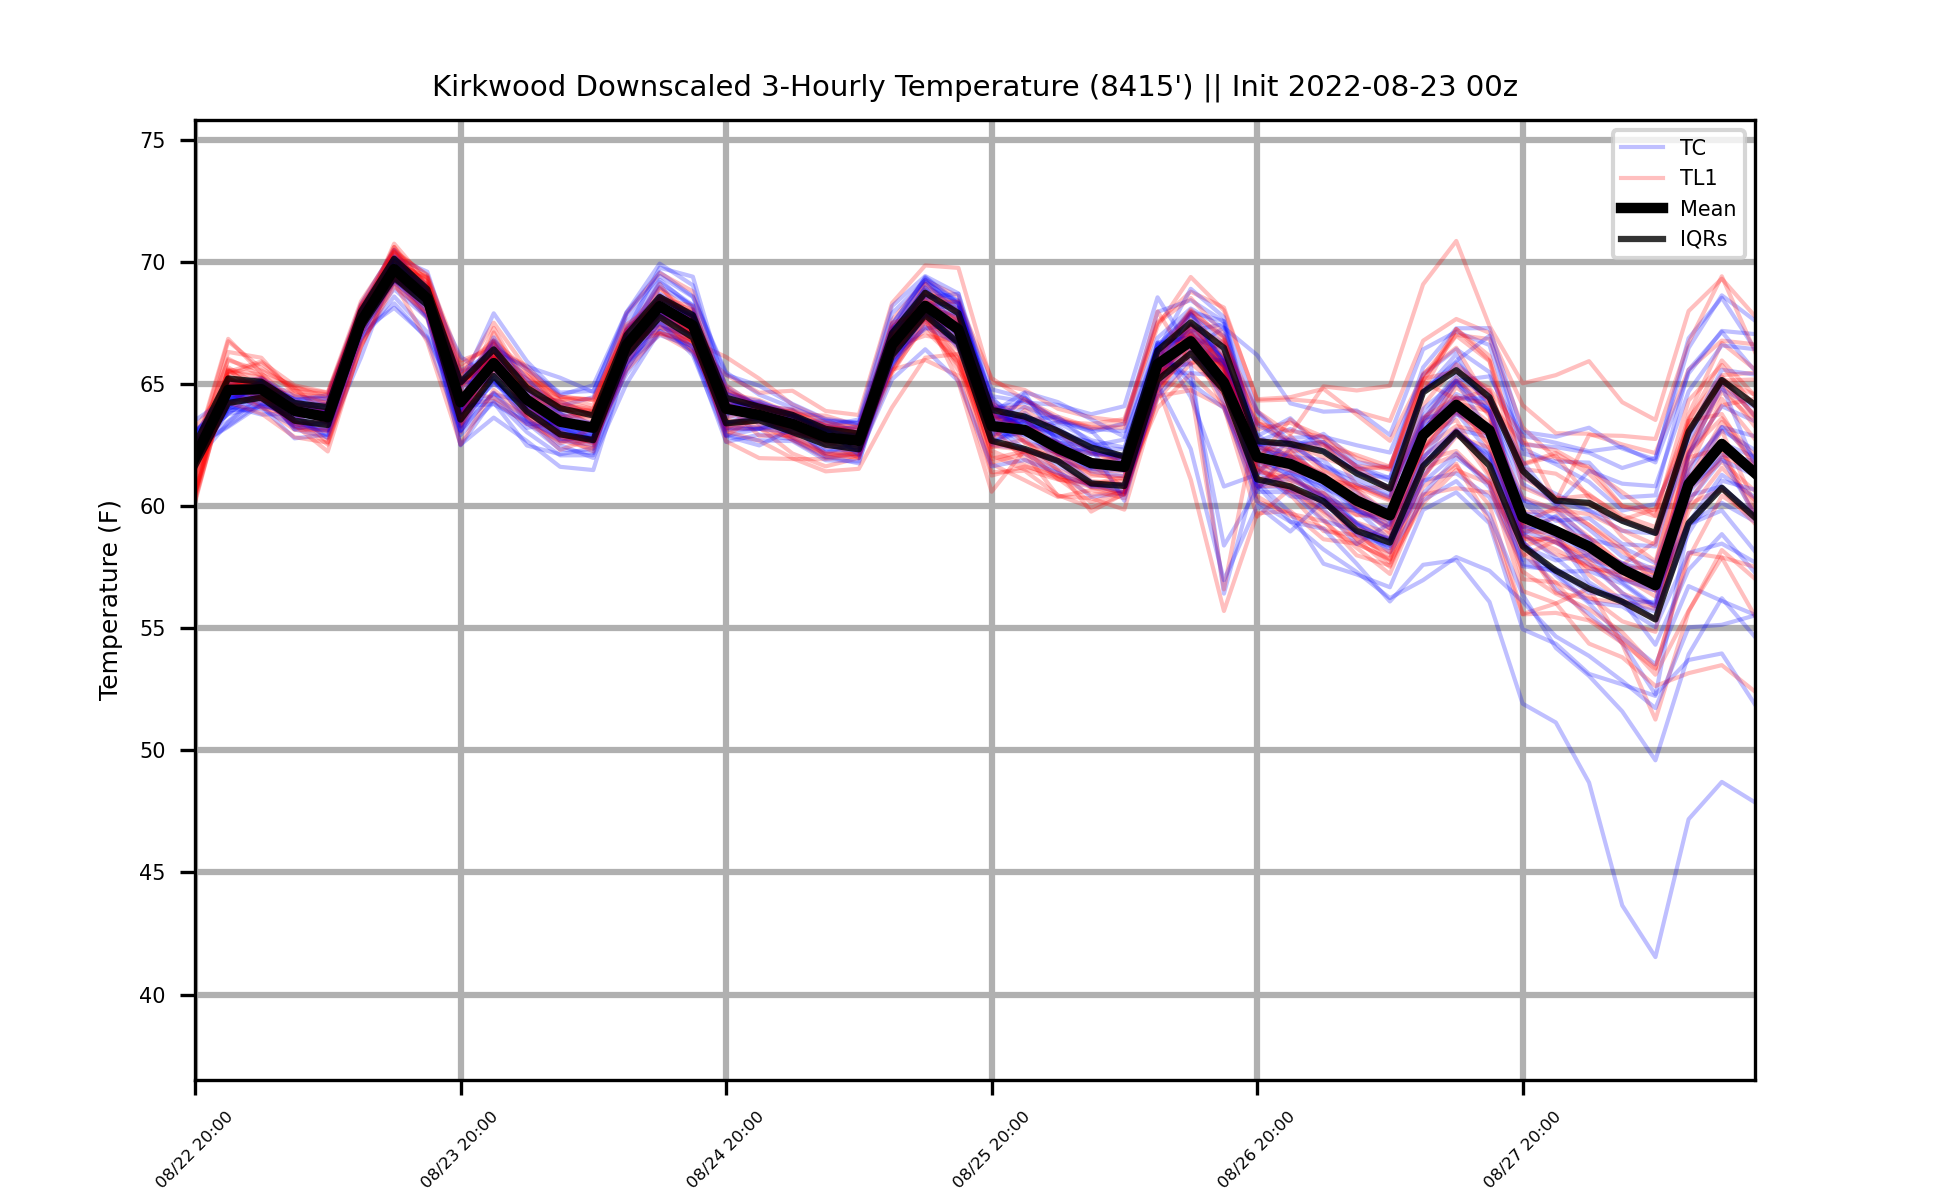 Kirkwood Downscaled 3-Hourly Temperature (8415') || Init 2022-08-23 00z
TC
TL1
Mean
IQRs
Temperature (F)
75
70
65
60
55
50
45
40
08/22 20:00
08/23 20:00
08/24 20:00
08/25 20:00
08/26 20:00
08/27 20:00